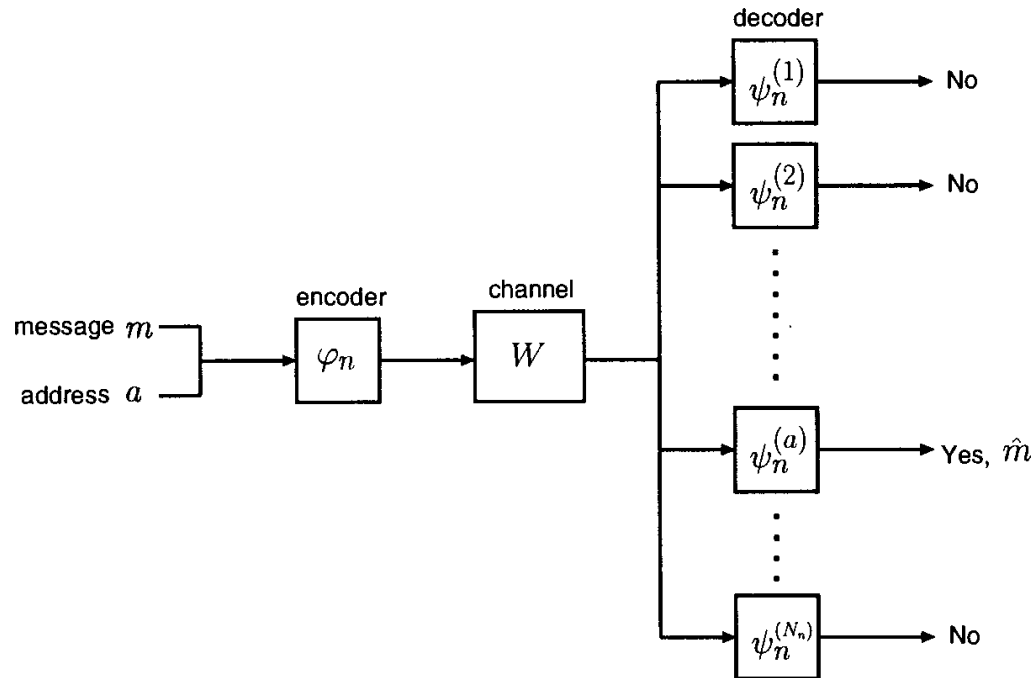 decoder
ψ_n^(1)
No
ψ_n^(2)
No
encoder
channel
message m
φ_n
W
address a
ψ_n^(a)
Yes, m̂
ψ_n^(N_n)
No